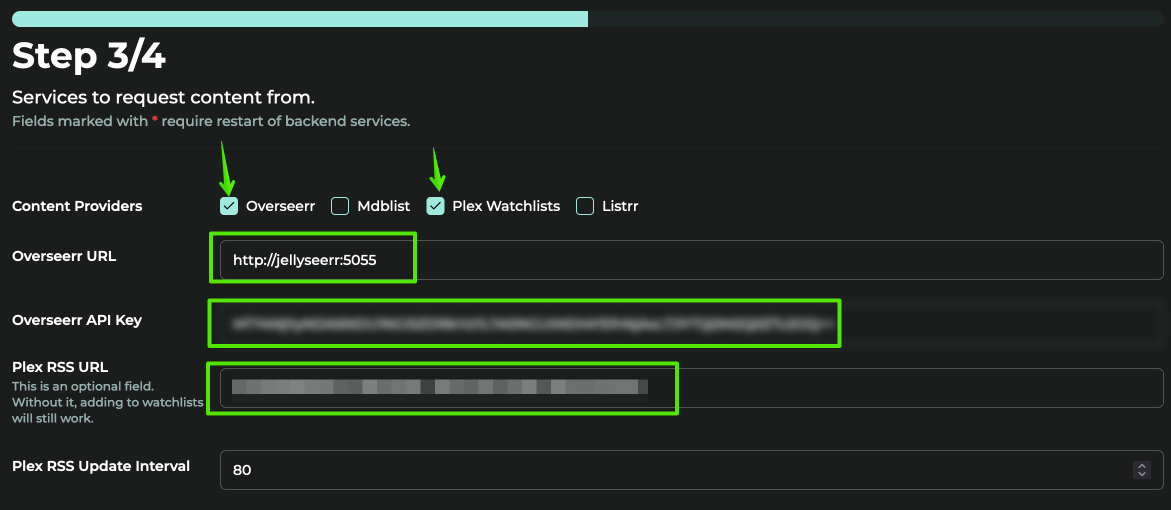 Step 3/4
Services to request content from.
Fields marked with * require restart of backend services.
Content Providers
Overseerr
Mdblist
Plex Watchlists
Listrr
Overseerr URL
http://jellyseerr:5055
Overseerr API Key
Plex RSS URL
This is an optional field.
Without it, adding to watchlists
will still work.
Plex RSS Update Interval
80